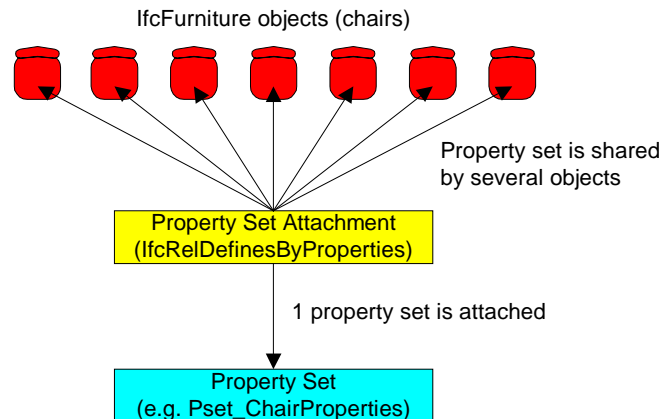 IfcFurniture objects (chairs)
Property set is shared
by several objects
Property Set Attachment
(IfcRelDefinesByProperties)
1 property set is attached
Property Set
(e.g. Pset_ChairProperties)